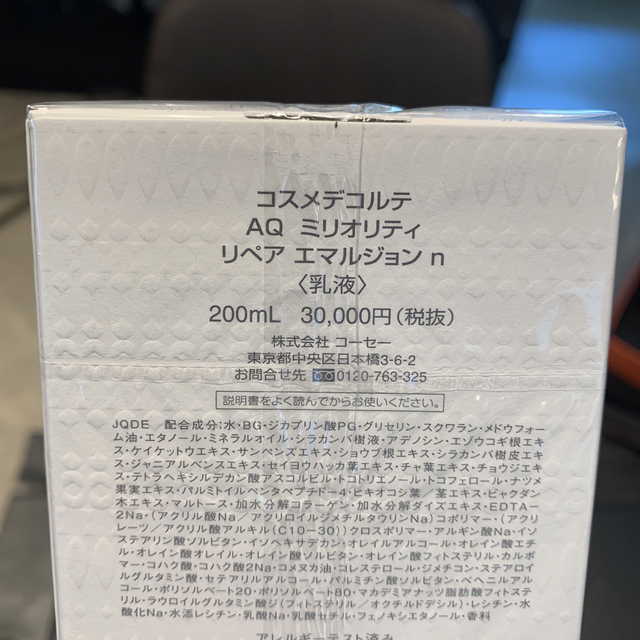 コスメデコルテ
AQ ミリオリティ
リペア エマルジョン n
〈乳液〉
200mL 30,000円(税抜)
株式会社 コーセー
東京都中央区日本橋3-6-2
お問合せ先 0120-763-325
説明書をよく読んでからお使いください。
JQDE 配合成分;水・BG・ジカプリン酸PG・グリセリン・スクワラン・メドウフォー
ム油・エタノール・ミネラルオイル・シラカンバ樹液・アデノシン・エゾウコギ根エキ
ス・ケイケットウエキス・サンペンズエキス・ショウブ根エキス・シラカンバ樹皮エキ
ス・ジャニアルベンスエキス・セイヨウハッカ葉エキス・チャ葉エキス・チョウジエキ
ス・テトラヘキシルデカン酸アスコルビル・トコトリエノール・トコフェロール・ナツメ
果実エキス・パルミトイルペンタペプチド-4・ヒキオコシ葉/茎エキス・ビャクダン
木エキス・マルトース・加水分解コラーゲン・加水分解ダイズエキス・EDTA-
2Na・(アクリル酸Na/アクリロイルジメチルタウリンNa)コポリマー・(アク
リレーツ/アクリル酸アルキル(C10-30))クロスポリマー・アルギン酸Na・イソ
ステアリン酸ソルビタン・イソヘキサデカン・オレイルアルコール・オレイン酸エチ
ル・オレイン酸オレイル・オレイン酸ソルビタン・オレイン酸フィトステリル・カルボ
マー・コハク酸・コハク酸2Na・コメヌカ油・コレステロール・ジメチコン・ステアロイ
ルグルタミン酸・セテアリルアルコール・パルミチン酸ソルビタン・ベヘニルアル
コール・ポリソルベート20・ポリソルベート80・マカデミアナッツ脂肪酸フィトステ
リル・ラウロイルグルタミン酸ジ(フィトステリル/オクチルドデシル)・レシチン・水
酸化Na・水添レシチン・乳酸Na・乳酸セチル・フェノキシエタノール・香料
アレルギーテスト済み